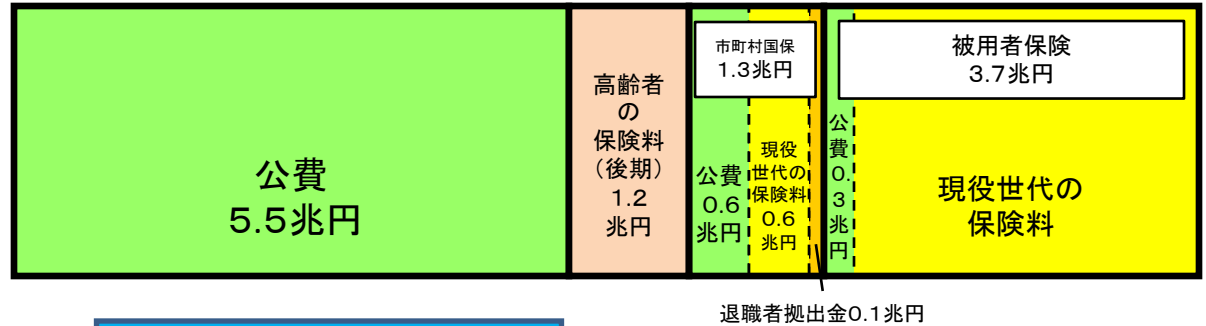 公費
5.5兆円
高齢者
の
保険料
(後期)
1.2
兆円
市町村国保
1.3兆円
公費
0.6
兆円
現役
世代の
保険料
0.6
兆円
被用者保険
3.7兆円
公
費
0.
3
兆
円
現役世代の
保険料
退職者拠出金0.1兆円